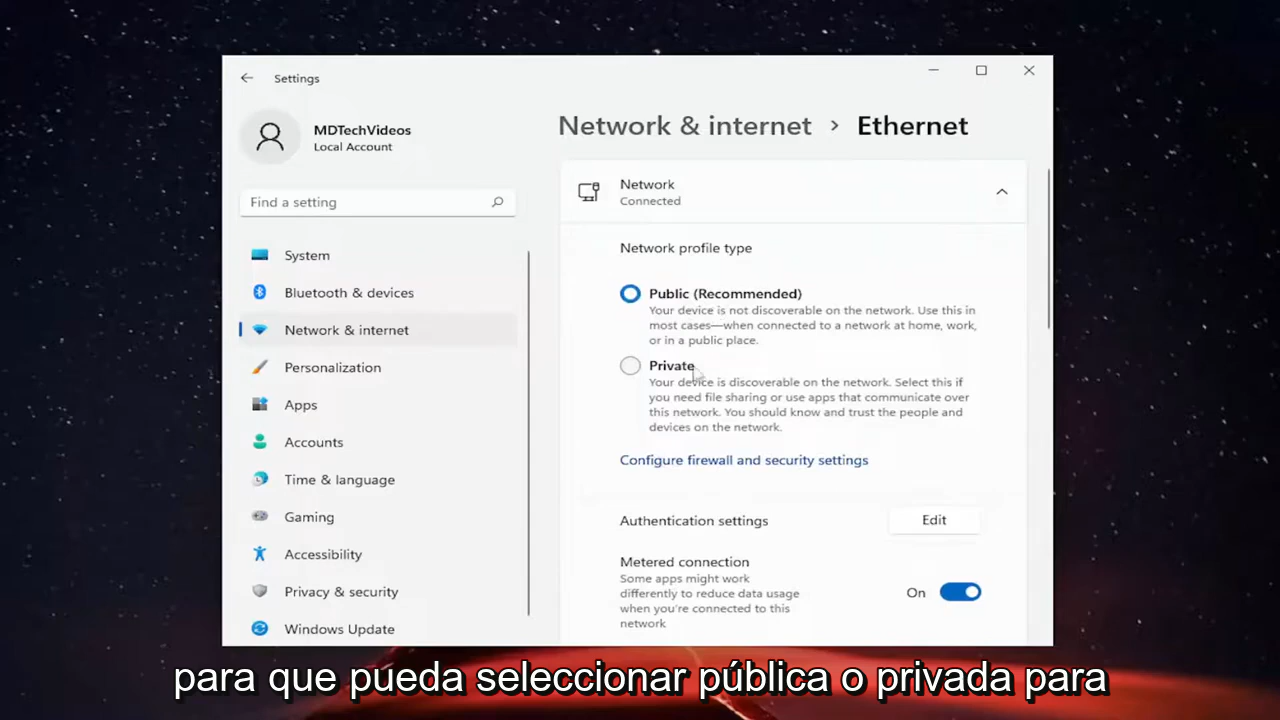 Settings
MDTechVideos
Local Account
Find a setting
System
Bluetooth & devices
Network & internet
Personalization
Apps
Accounts
Time & language
Gaming
Accessibility
Privacy & security
Windows Update
Network & internet › Ethernet
Network
Connected
Network profile type
Public (Recommended)
Your device is not discoverable on the network. Use this in
most cases—when connected to a network at home, work,
or in a public place.
Private
Your device is discoverable on the network. Select this if
you need file sharing or use apps that communicate over
this network. You should know and trust the people and
devices on the network.
Configure firewall and security settings
Authentication settings
Edit
Metered connection
Some apps might work
differently to reduce data usage
when you're connected to this
network
On
para que pueda seleccionar pública o privada para